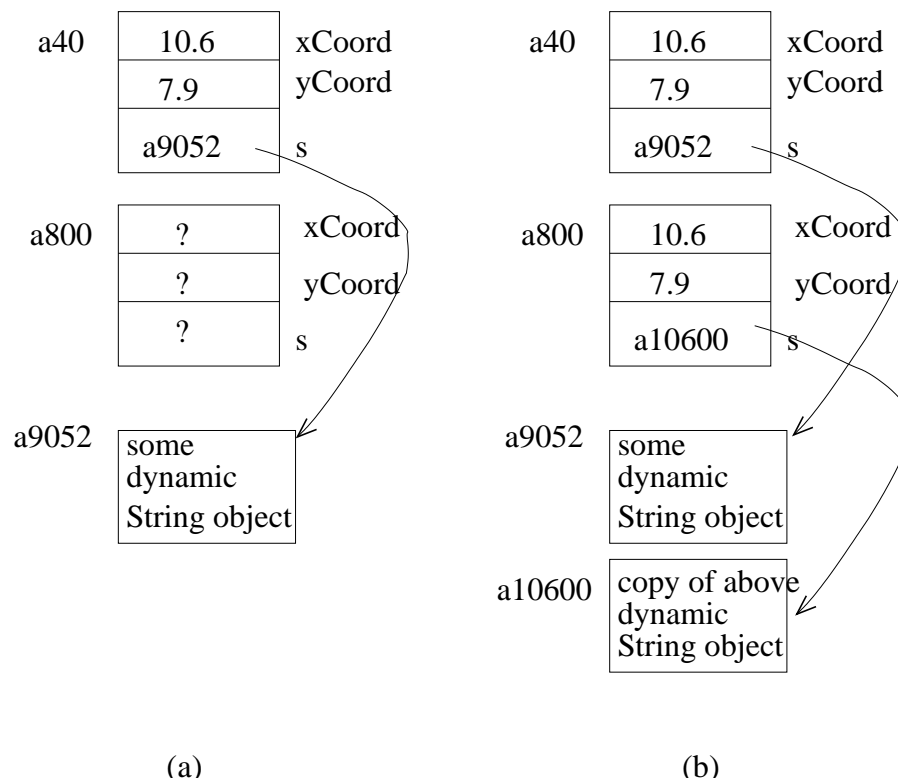 a40
10.6
xCoord
7.9
yCoord
a9052
s
a800
?
xCoord
?
yCoord
?
s
a9052
some
dynamic
String object
(a)
a40
10.6
xCoord
7.9
yCoord
a9052
s
a800
10.6
xCoord
7.9
yCoord
a10600
s
a9052
some
dynamic
String object
a10600
copy of above
dynamic
String object
(b)